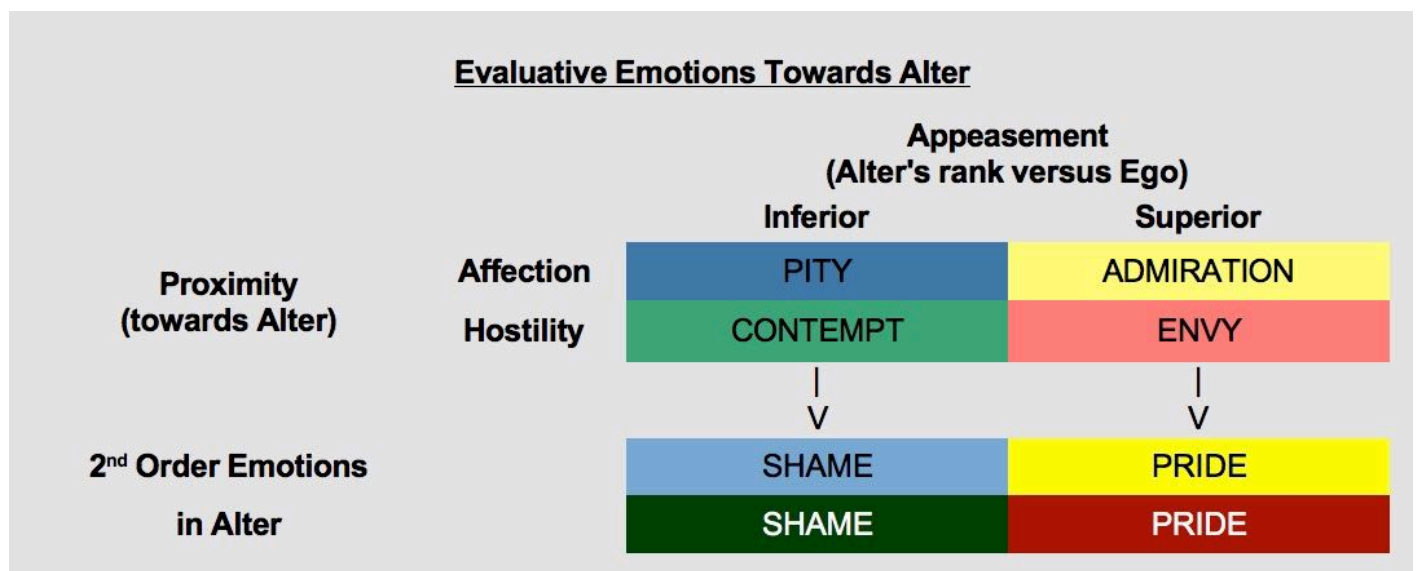 Evaluative Emotions Towards Alter
Appeasement
(Alter's rank versus Ego)
Inferior Superior
Proximity
(towards Alter)
Affection PITY ADMIRATION
Hostility CONTEMPT ENVY
| |
V V
2nd Order Emotions SHAME PRIDE
in Alter SHAME PRIDE